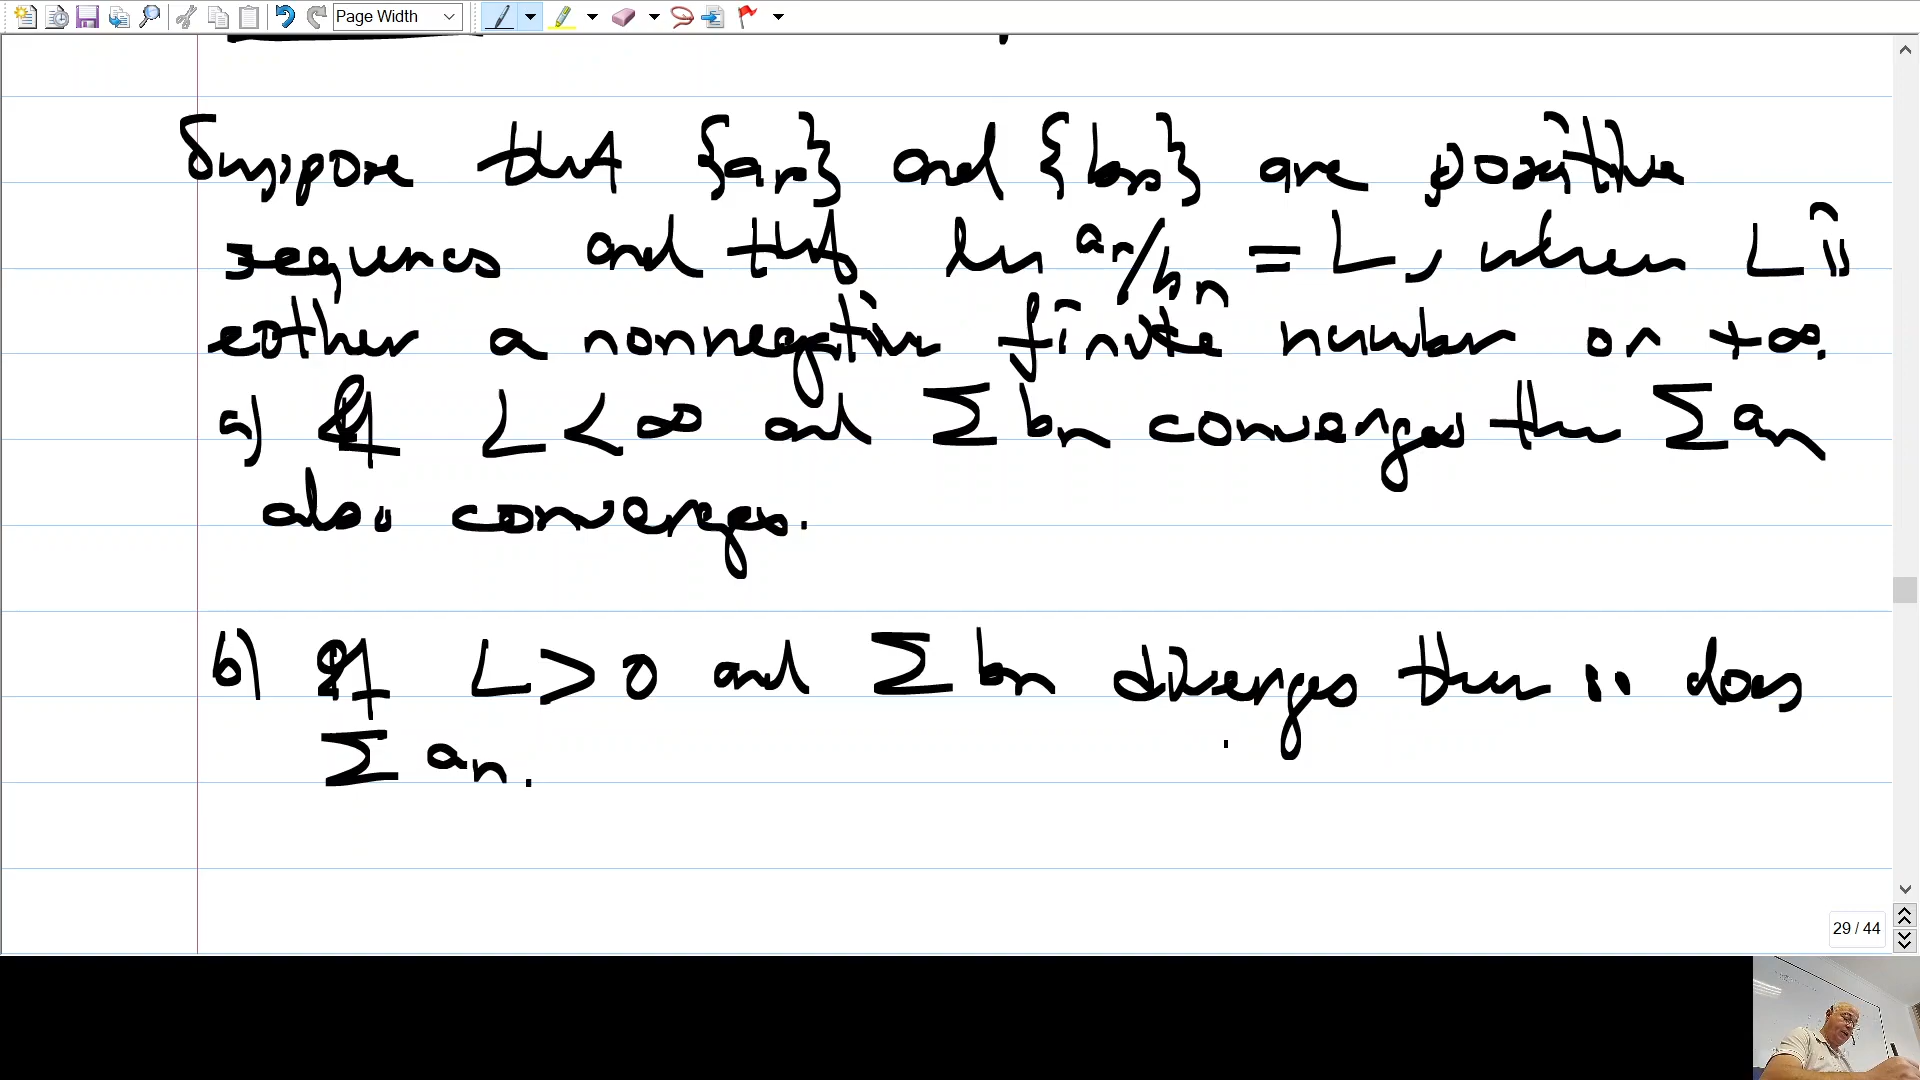 Page Width
Suppose that {an} and {bn} are positive
sequences and that lim an/bn = L, where L is
either a nonnegative finite number or +∞.
a) If L < ∞ and Σ bn converges then Σ an
also converges.
b) If L > 0 and Σ bn diverges then so does
Σ an.
29 / 44